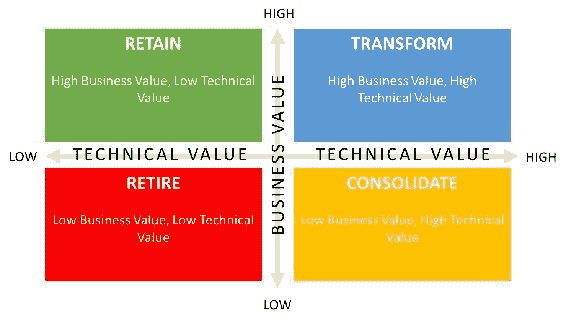 HIGH
RETAIN
High Business Value, Low Technical
Value
TRANSFORM
High Business Value, High
Technical Value
BUSINESS VALUE
LOW
TECHNICAL VALUE
TECHNICAL VALUE
HIGH
RETIRE
Low Business Value, Low Technical
Value
CONSOLIDATE
Low Business Value, High Technical
Value
LOW